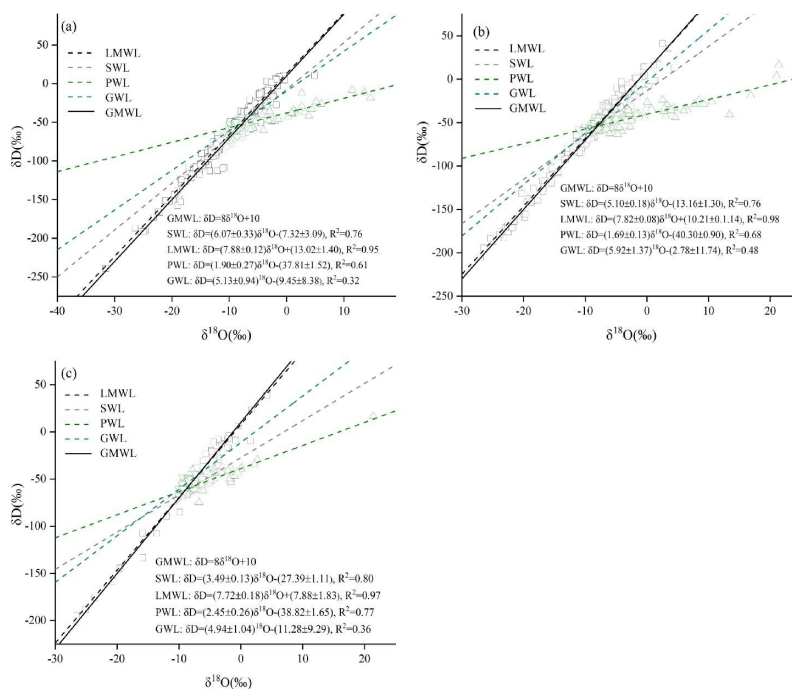 (a)
LMWL
SWL
PWL
GWL
GMWL
50
0
-50
-100
-150
-200
-250
δD(‰)
GMWL: δD=8δ¹⁸O+10
SWL: δD=(6.07±0.33)δ¹⁸O-(7.32±3.09), R²=0.76
LMWL: δD=(7.88±0.12)δ¹⁸O+(13.02±1.40), R²=0.95
PWL: δD=(1.90±0.27)δ¹⁸O-(37.81±1.52), R²=0.61
GWL: δD=(5.13±0.94)¹⁸O-(9.45±8.38), R²=0.32
-40 -30 -20 -10 0 10
δ¹⁸O(‰)
(b)
LMWL
SWL
PWL
GWL
GMWL
50
0
-50
-100
-150
-200
-250
-300
δD(‰)
GMWL: δD=8δ¹⁸O+10
SWL: δD=(5.10±0.18)δ¹⁸O-(13.16±1.30), R²=0.76
LMWL: δD=(7.82±0.08)δ¹⁸O+(10.21±0.1.14), R²=0.98
PWL: δD=(1.69±0.13)δ¹⁸O-(40.30±0.90), R²=0.68
GWL: δD=(5.92±1.37)¹⁸O-(2.78±11.74), R²=0.48
-30 -20 -10 0 10 20
δ¹⁸O(‰)
(c)
LMWL
SWL
PWL
GWL
GMWL
50
0
-50
-100
-150
-200
δD(‰)
GMWL: δD=8δ¹⁸O+10
SWL: δD=(3.49±0.13)δ¹⁸O-(27.39±1.11), R²=0.80
LMWL: δD=(7.72±0.18)δ¹⁸O+(7.88±1.83), R²=0.97
PWL: δD=(2.45±0.26)δ¹⁸O-(38.82±1.65), R²=0.77
GWL: δD=(4.94±1.04)¹⁸O-(11.28±9.29), R²=0.36
-30 -20 -10 0 10 20
δ¹⁸O(‰)